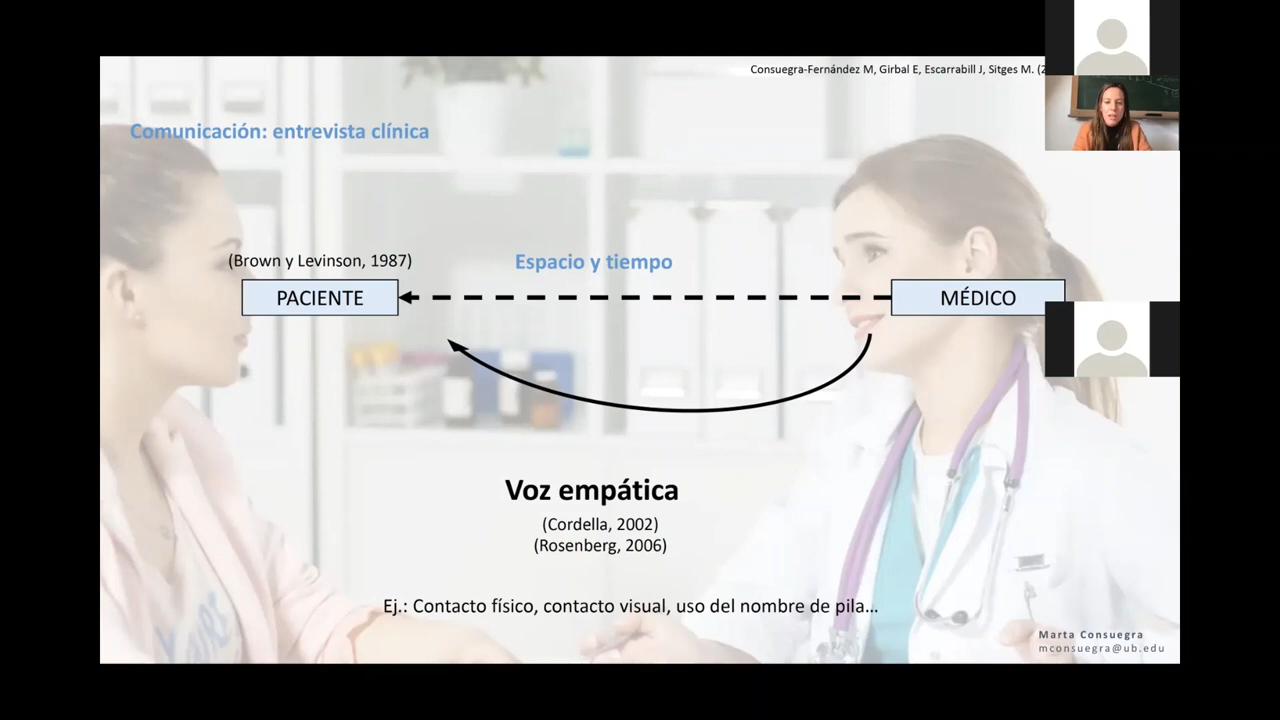 Consuegra-Fernández M, Girbal E, Escarrabill J, Sitges M.
Comunicación: entrevista clínica
(Brown y Levinson, 1987)
Espacio y tiempo
PACIENTE
MÉDICO
Voz empática
(Cordella, 2002)
(Rosenberg, 2006)
Ej.: Contacto físico, contacto visual, uso del nombre de pila...
Marta Consuegra
mconsuegra@ub.edu